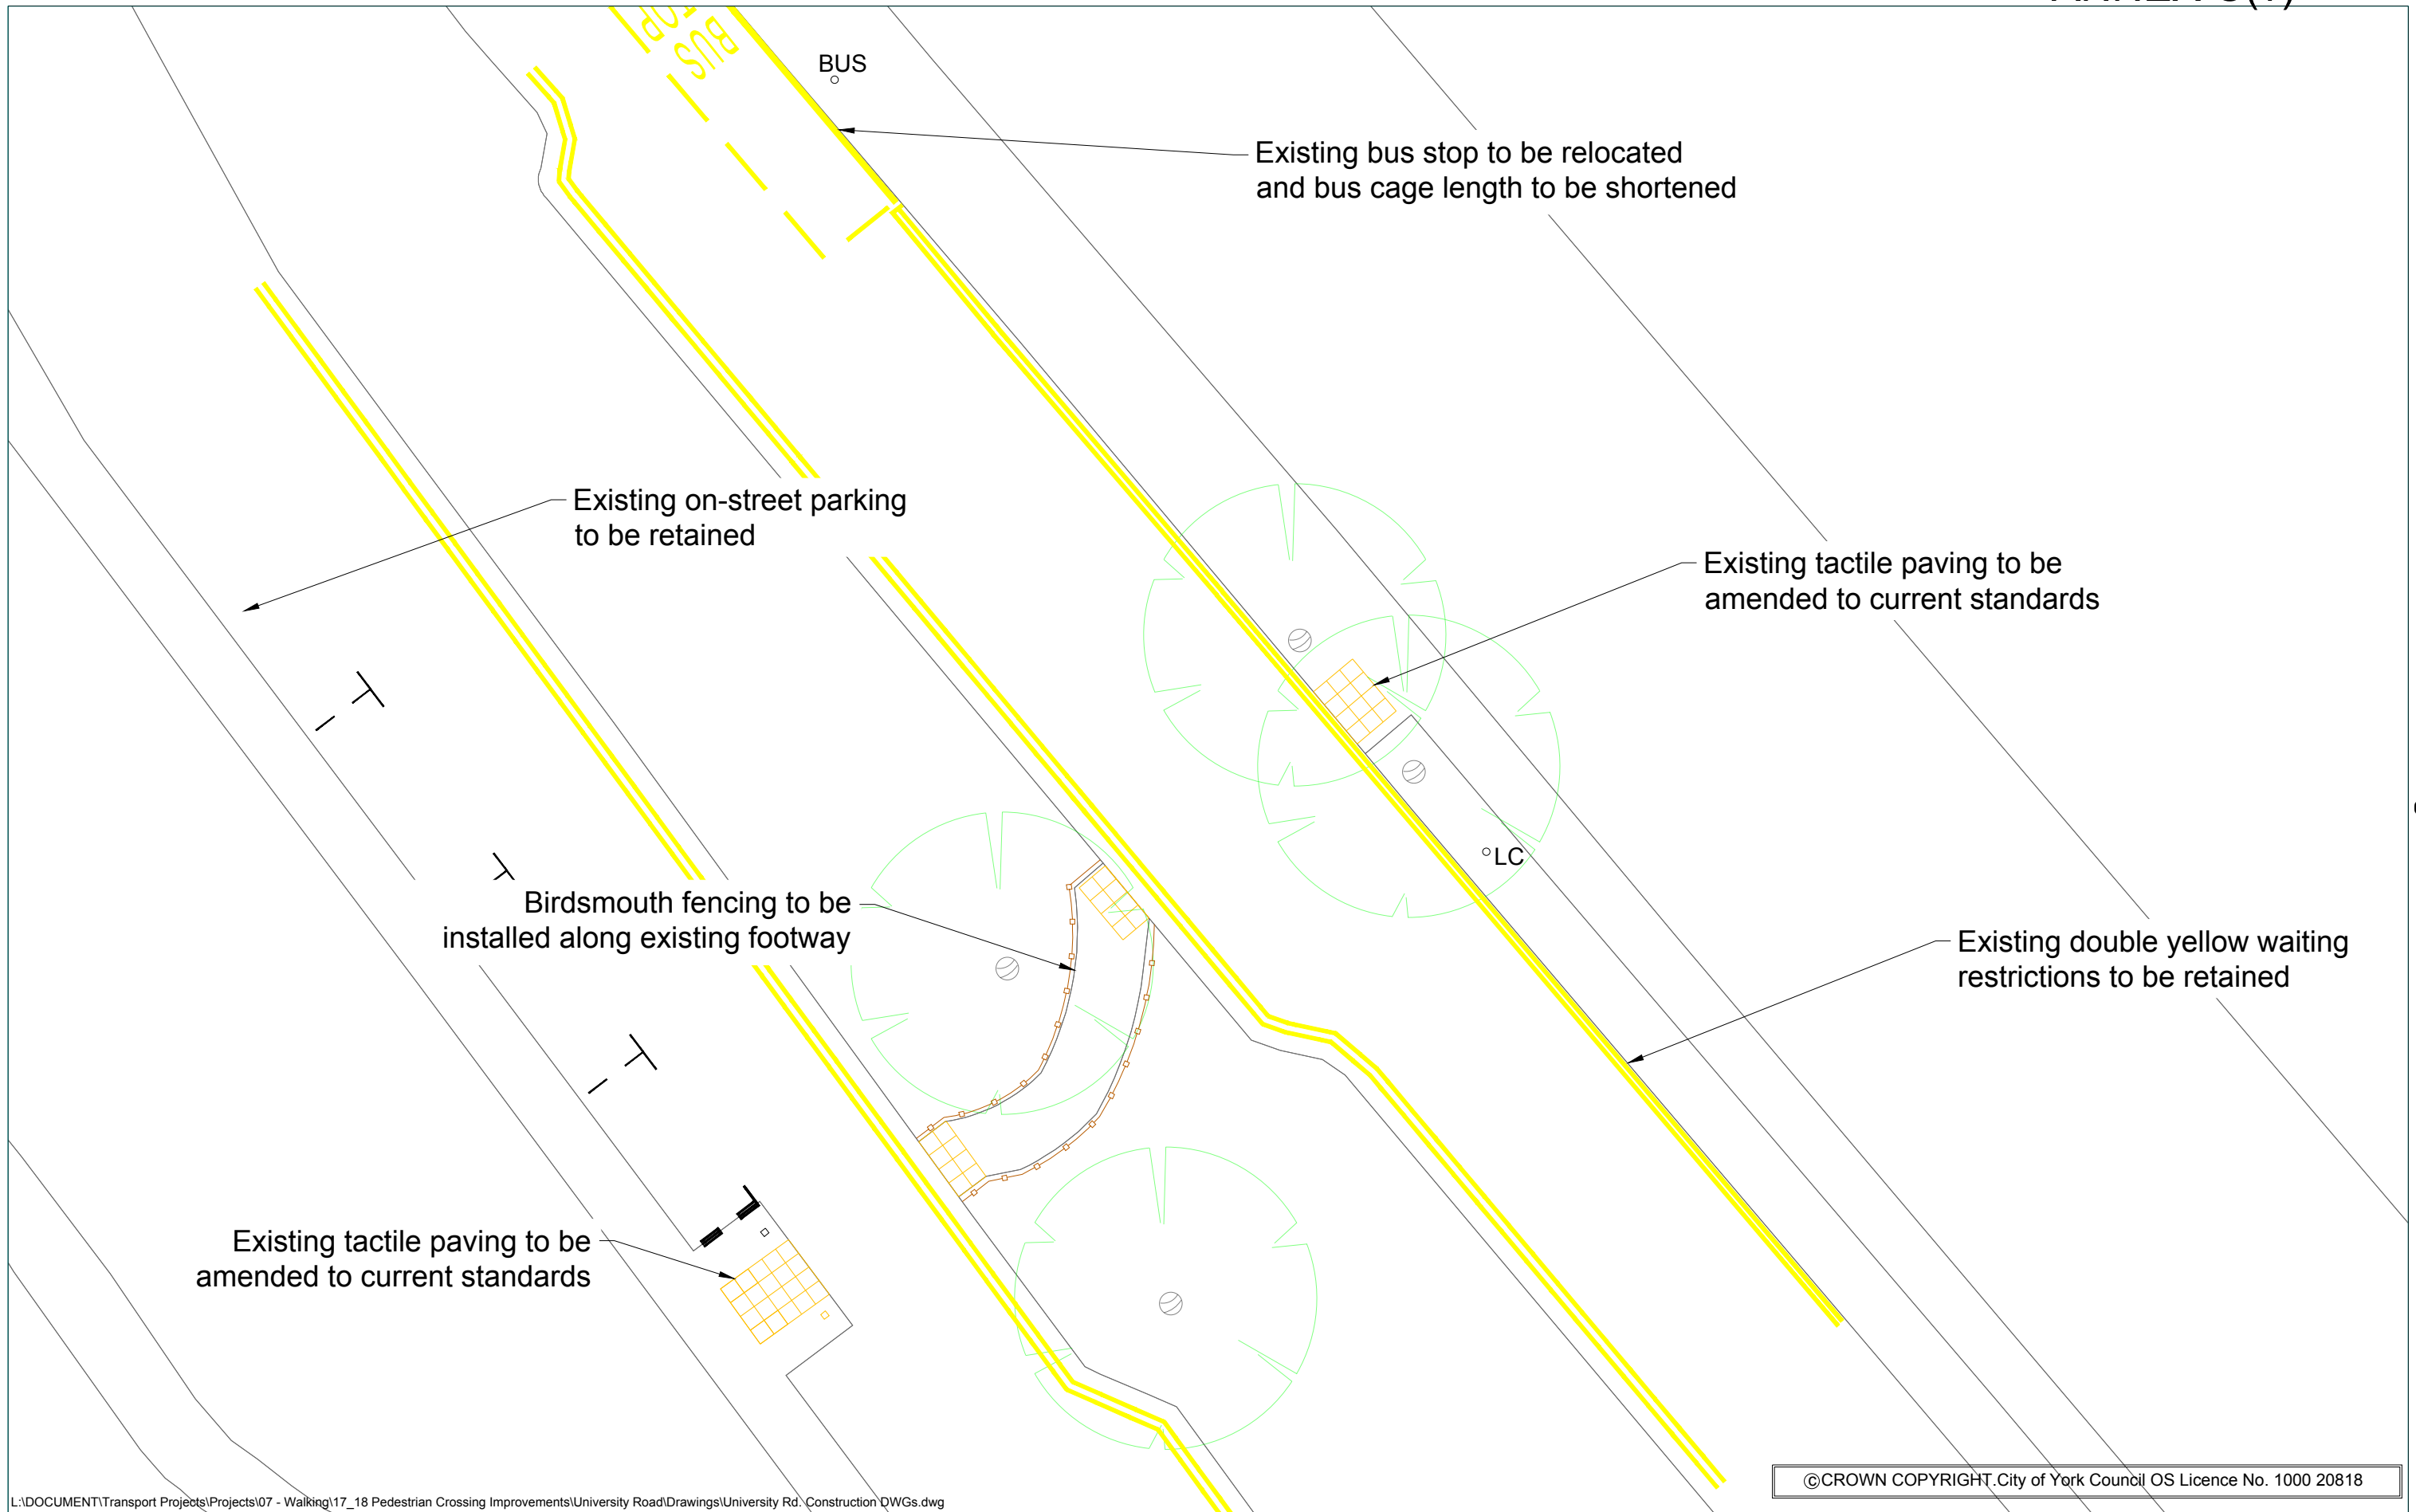 BUS
Existing bus stop to be relocated
and bus cage length to be shortened
Existing on-street parking
to be retained
Existing tactile paving to be
amended to current standards
LC
Birdsmouth fencing to be
installed along existing footway
Existing double yellow waiting
restrictions to be retained
Existing tactile paving to be
amended to current standards
©CROWN COPYRIGHT.City of York Council OS Licence No. 1000 20818
L:\DOCUMENT\Transport Projects\Projects\07 - Walking\17_18 Pedestrian Crossing Improvements\University Road\Drawings\University Rd. Construction DWGs.dwg